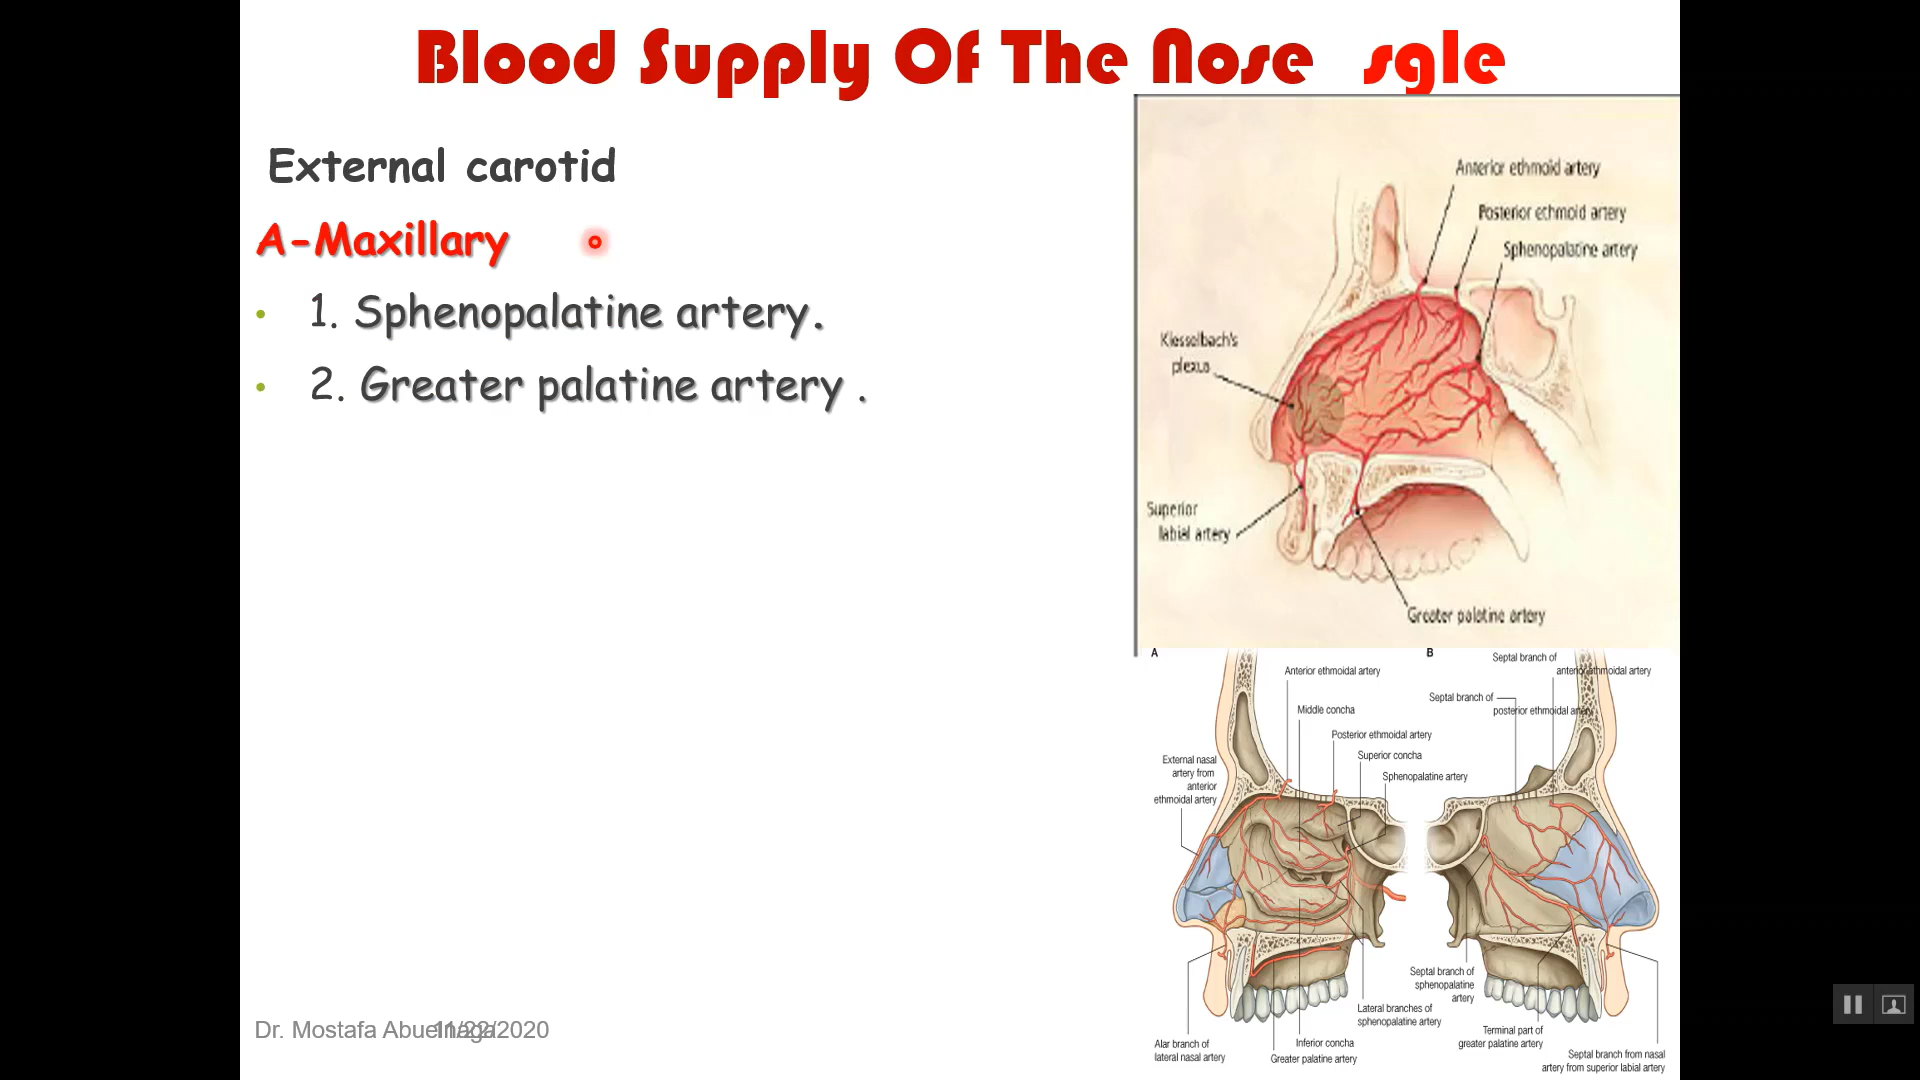 Blood Supply Of The Nose sgle
External carotid
A-Maxillary
• 1. Sphenopalatine artery.
• 2. Greater palatine artery .
Anterior ethmoid artery
Posterior ethmoid artery
Sphenopalatine artery
Kiesselbach's
plexus
Superior
labial artery
Greater palatine artery
A
Anterior ethmoidal artery
Middle concha
Posterior ethmoidal artery
Superior concha
Sphenopalatine artery
External nasal
artery from
anterior
ethmoidal artery
Alar branch of
lateral nasal artery
Inferior concha
Greater palatine artery
Lateral branches of
sphenopalatine artery
B
Septal branch of
anterior ethmoidal artery
Septal branch of
posterior ethmoidal artery
Septal branch of
sphenopalatine
artery
Terminal part of
greater palatine artery
Septal branch from nasal
artery from superior labial artery
Dr. Mostafa 11/22/2020